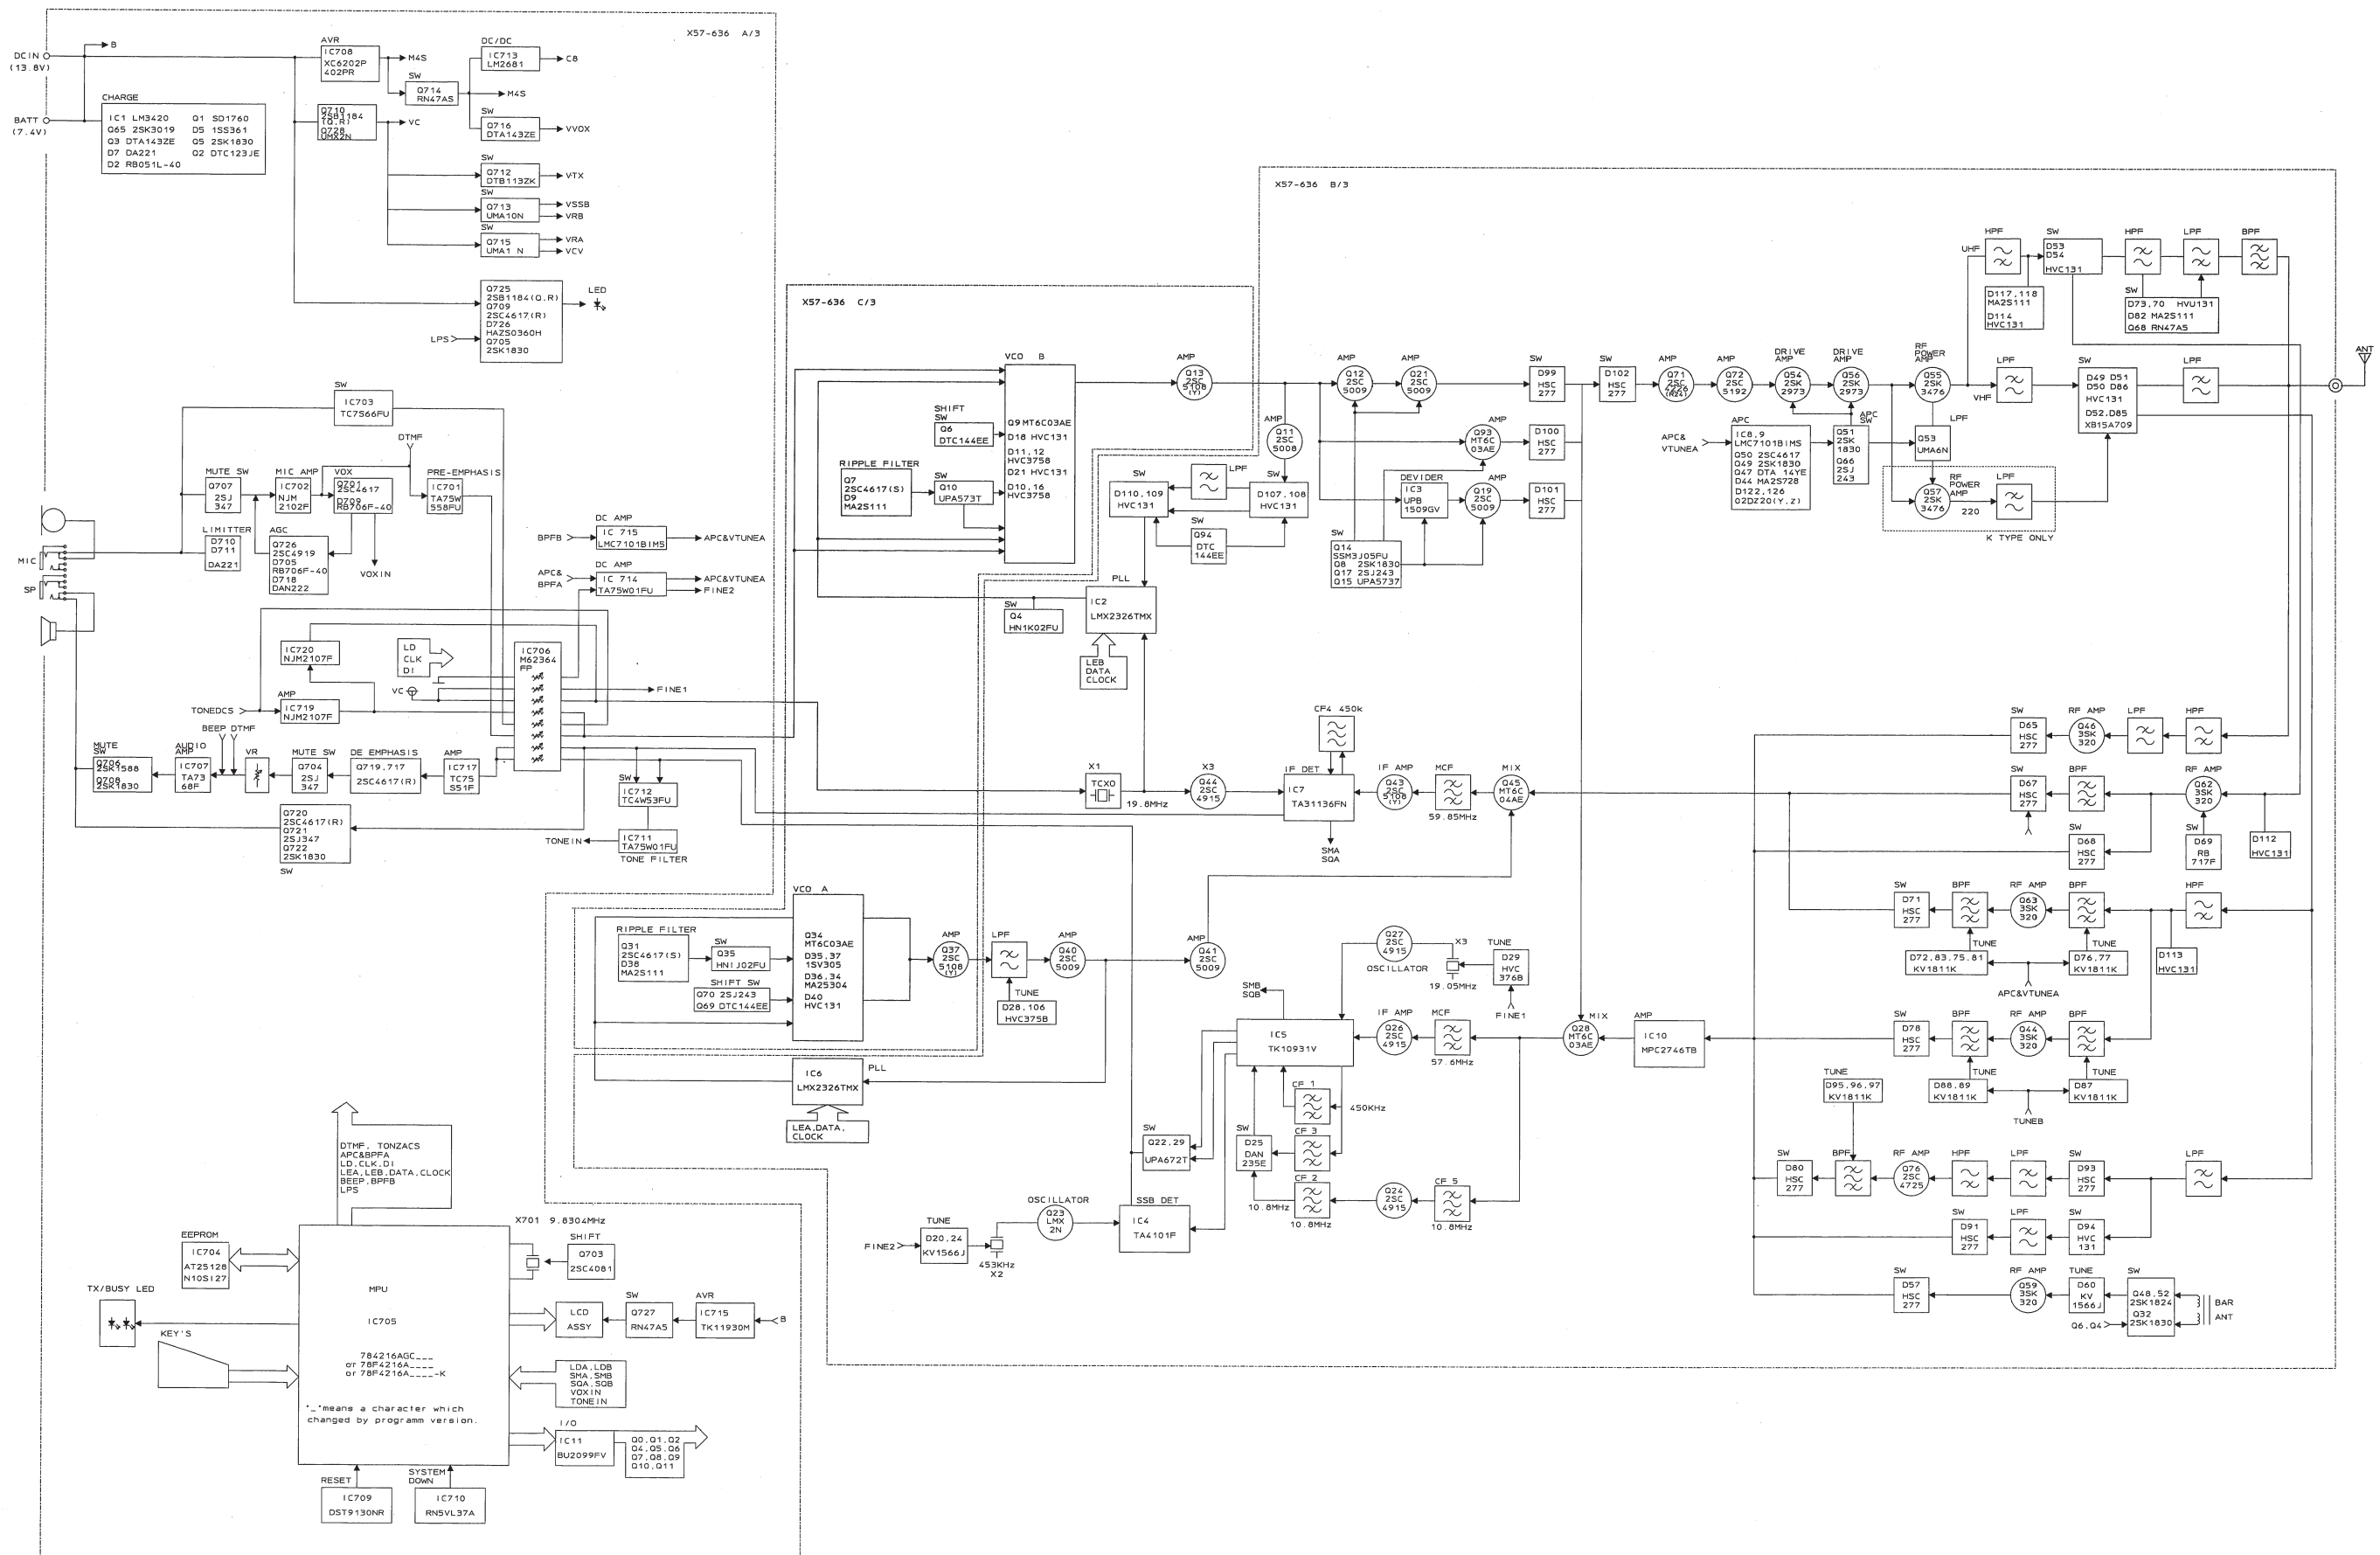 X57-636 A/3
DCIN
(13.8V)
B
BATT
(7.4V)
CHARGE
IC1 LM3420 Q1 SD1760
Q65 2SK3019 D5 1SS361
Q3 DTA143ZE Q5 2SK1830
D7 DA221 Q2 DTC123JE
D2 RB051L-40
AVR
IC708
XC6202P
402PR
M4S
SW
Q714
RN47AS
M4S
DC/DC
IC713
LM2681
C8
SW
Q716
DTA143ZE
VVOX
Q710
2SB1184
(Q.R)
Q728
UMX2N
VC
SW
Q712
DTB113ZK
VTX
SW
Q713
UMA10N
VSSB
VRB
SW
Q715
UMA1 N
VRA
VCV
Q725
2SB1184(Q.R)
Q709
2SC4617(R)
D726
HAZS0360H
Q705
2SK1830
LED
LPS
SW
IC703
TC7S66FU
DTMF
MUTE SW
Q707
2SJ
347
MIC AMP
IC702
NJM
2102F
VOX
Q701
2SC4617
D709
RB706F-40
PRE-EMPHASIS
IC701
TA75W
558FU
LIMITTER
D710
D711
DA221
AGC
Q726
2SC4919
D705
RB706F-40
D718
DAN222
VOXIN
MIC
SP
DC AMP
BPFB
IC 715
LMC7101BIM5
APC&VTUNEA
DC AMP
APC&
BPFA
IC 714
TA75W01FU
APC&VTUNEA
FINE2
IC720
NJM2107F
LD
CLK
DI
IC706
M62364
FP
VC
FINE1
AMP
TONEDCS
IC719
NJM2107F
BEEP DTMF
MUTE
SW
Q706
2SK1588
Q708
2SK1830
AUDIO
AMP
IC707
TA73
68F
VR
MUTE SW
Q704
2SJ
347
DE EMPHASIS
Q719,717
2SC4617(R)
AMP
IC717
TC75
S51F
SW
IC712
TC4W53FU
IC711
TA75W01FU
TONE FILTER
TONEIN
Q720
2SC4617(R)
Q721
2SJ347
Q722
2SK1830
SW
X57-636 C/3
VCO B
Q9 MT6C03AE
D18 HVC131
D11,12
HVC3758
D21 HVC131
D10,16
HVC3758
SHIFT
SW
Q6
DTC144EE
RIPPLE FILTER
Q7
2SC4617(S)
D9
MA2S111
SW
Q10
UPA573T
AMP
Q13
2SC
5108
(Y)
AMP
Q11
2SC
5008
SW
D110,109
HVC131
LPF
SW
D107,108
HVC131
Q94
DTC
144EE
PLL
IC2
LMX2326TMX
SW
Q4
HN1K02FU
LEB
DATA
CLOCK
X57-636 B/3
AMP
Q12
2SC
5009
AMP
Q21
2SC
5009
SW
D99
HSC
277
SW
D102
HSC
277
AMP
Q71
2SC
4226
(R24)
AMP
Q72
2SC
5192
DRIVE
AMP
Q54
2SK
2973
DRIVE
AMP
Q56
2SK
2973
RF
POWER
AMP
Q55
2SK
3476
AMP
Q93
MT6C
03AE
D100
HSC
277
DEVIDER
IC3
UPB
1509GV
AMP
Q19
2SC
5009
D101
HSC
277
SW
Q14
SSM3J05FU
Q8 2SK1830
Q17 2SJ243
Q15 UPA5737
APC&
VTUNEA
APC
IC8,9
LMC7101BIMS
Q50 2SC4617
Q49 2SK1830
Q47 DTA 14YE
D44 MA2S728
D122,126
02DZ20(Y,Z)
APC
SW
Q51
2SK
1830
Q66
2SJ
243
LPF
Q53
UMA6N
Q57
2SK
3476
RF
POWER
AMP
220
LPF
K TYPE ONLY
UHF
HPF
SW
D53
D54
HVC131
HPF
LPF
BPF
D117,118
MA2S111
D114
HVC131
SW
D73,70 HVU131
D82 MA2S111
Q68 RN47A5
VHF
LPF
SW
D49 D51
D50 D86
HVC131
D52,D85
XB15A709
LPF
ANT
CF4 450k
X1
TCXO
19.8MHz
X3
Q44
2SC
4915
IF DET
IC7
TA31136FN
SMA
SQA
IF AMP
Q43
2SC
5108
(Y)
MCF
59.85MHz
MIX
Q45
MT6C
04AE
SW
D65
HSC
277
RF AMP
Q46
3SK
320
LPF
HPF
SW
D67
HSC
277
BPF
RF AMP
Q62
3SK
320
SW
D68
HSC
277
SW
D69
RB
717F
D112
HVC131
SW
D71
HSC
277
BPF
RF AMP
Q63
3SK
320
BPF
HPF
TUNE
D72,83,75,81
KV1811K
TUNE
D76,77
KV1811K
D113
HVC131
APC&VTUNEA
SW
D78
HSC
277
BPF
RF AMP
Q44
3SK
320
BPF
TUNE
D95,96,97
KV1811K
TUNE
D88,89
KV1811K
TUNE
D87
KV1811K
TUNEB
SW
D80
HSC
277
BPF
RF AMP
Q76
2SC
4725
HPF
LPF
SW
D93
HSC
277
LPF
SW
D91
HSC
277
LPF
SW
D94
HVC
131
SW
D57
HSC
277
RF AMP
Q59
3SK
320
TUNE
D60
KV
1566J
SW
Q48,52
2SK1824
Q32
2SK1830
Q6,Q4
BAR
ANT
VCO A
Q34
MT6C03AE
D35,37
1SV305
D36,34
MA25304
D40
HVC131
RIPPLE FILTER
Q31
2SC4617(S)
D38
MA2S111
SW
Q35
HN1J02FU
SHIFT SW
Q70 2SJ243
Q69 DTC144EE
AMP
Q37
2SC
5108
(Y)
LPF
TUNE
D28,106
HVC375B
AMP
Q40
2SC
5009
AMP
Q41
2SC
5009
PLL
IC6
LMX2326TMX
LEA,DATA,
CLOCK
Q27
2SC
4915
OSCILLATOR
X3
19.05MHz
TUNE
D29
HVC
376B
FINE1
SMB
SQB
IC5
TK10931V
IF AMP
Q26
2SC
4915
MCF
57.6MHz
MIX
Q28
MT6C
03AE
AMP
IC10
MPC2746TB
CF 1
450KHz
SW
D25
DAN
235E
CF 3
CF 2
10.8MHz
10.8MHz
Q24
2SC
4915
CF 5
10.8MHz
SW
Q22,29
UPA672T
SSB DET
IC4
TA4101F
OSCILLATOR
Q23
LMX
2N
TUNE
FINE2
D20,24
KV1566J
453KHz
X2
DTMF, TONZACS
APC&BPFA
LD,CLK,DI
LEA,LEB,DATA,CLOCK
BEEP,BPFB
LPS
X701 9.8304MHz
SHIFT
Q703
2SC4081
EEPROM
IC704
AT25128
N10SI27
TX/BUSY LED
KEY'S
MPU
IC705
784216AGC___
or 78F4216A____
or 78F4216A____-K
"_"means a character which
changed by programm version.
LCD
ASSY
SW
Q727
RN47A5
AVR
IC715
TK11930M
B
LDA,LDB
SMA,SMB
SQA,SQB
VOXIN
TONEIN
I/O
IC11
BU2099FV
Q0,Q1,Q2
Q4,Q5,Q6
Q7,Q8,Q9
Q10,Q11
RESET
IC709
DST9130NR
SYSTEM
DOWN
IC710
RN5VL37A